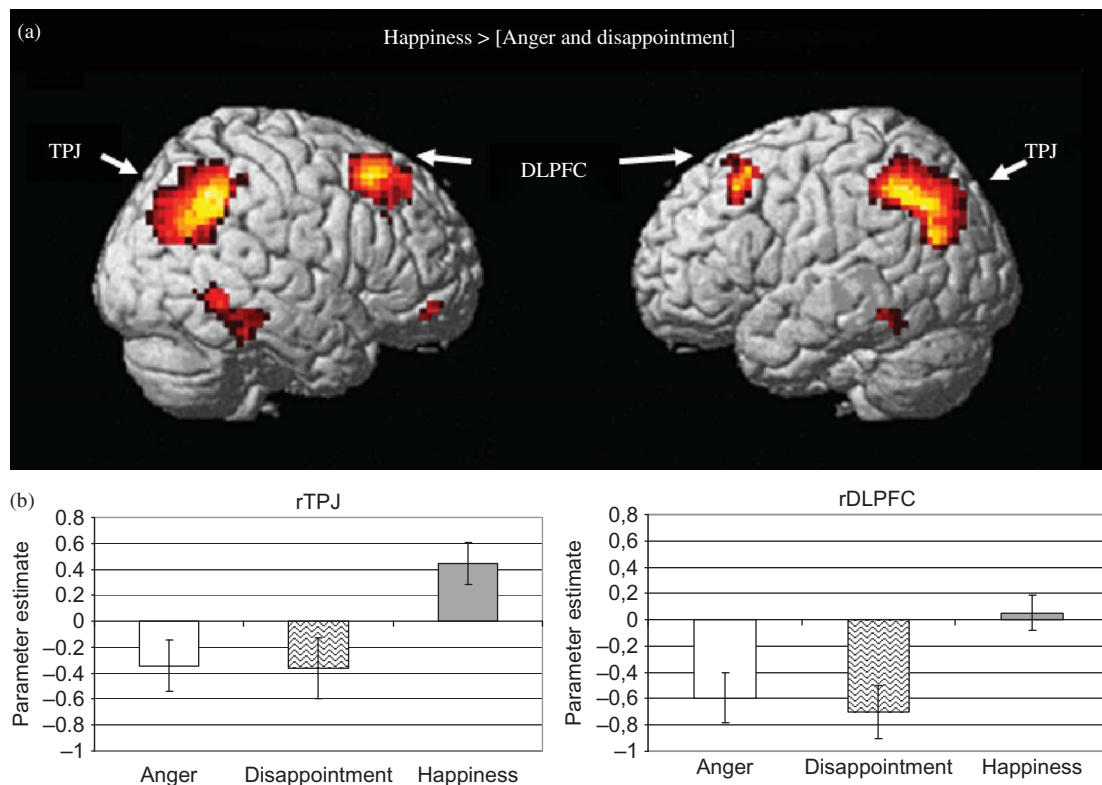 (a)
Happiness > [Anger and disappointment]
TPJ
DLPFC
TPJ
(b)
rTPJ
Parameter estimate
0.8
0.6
0.4
0.2
0
–0.2
–0.4
–0.6
–0.8
–1
Anger Disappointment Happiness
rDLPFC
Parameter estimate
0,8
0,6
0,4
0,2
0
–0,2
–0,4
–0,6
–0,8
–1
Anger Disappointment Happiness